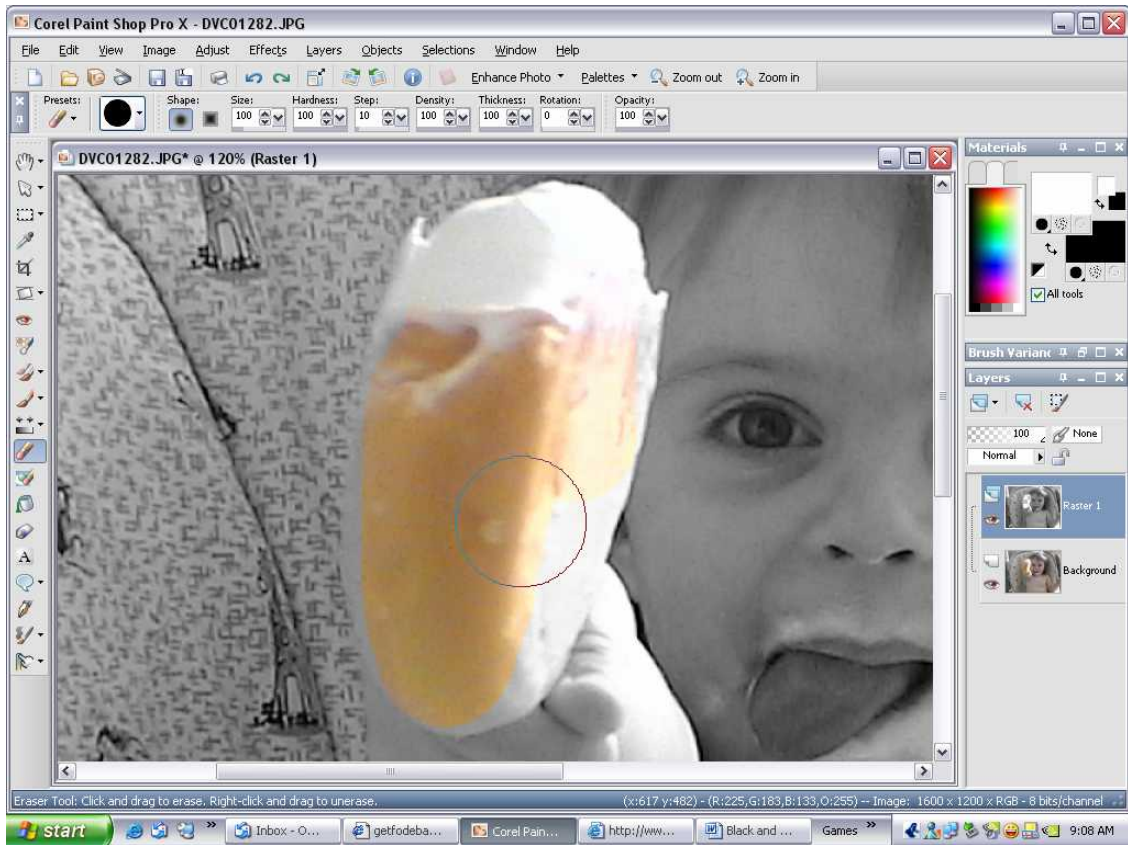 Corel Paint Shop Pro X - DVC01282.JPG
File Edit View Image Adjust Effects Layers Objects Selections Window Help
Enhance Photo Palettes Zoom out Zoom in
Presets: Shape: Size: Hardness: Step: Density: Thickness: Rotation: Opacity:
100 100 10 100 100 0 100
DVC01282.JPG* @ 120% (Raster 1)
Materials
All tools
Brush Varianc
Layers
100 None
Normal
Raster 1
Background
A
Eraser Tool: Click and drag to erase. Right-click and drag to unerase. (x:617 y:482) - (R:225,G:183,B:133,O:255) -- Image: 1600 x 1200 x RGB - 8 bits/channel
start Inbox - O... getfodeba... Corel Pain... http://ww... Black and ... Games 9:08 AM